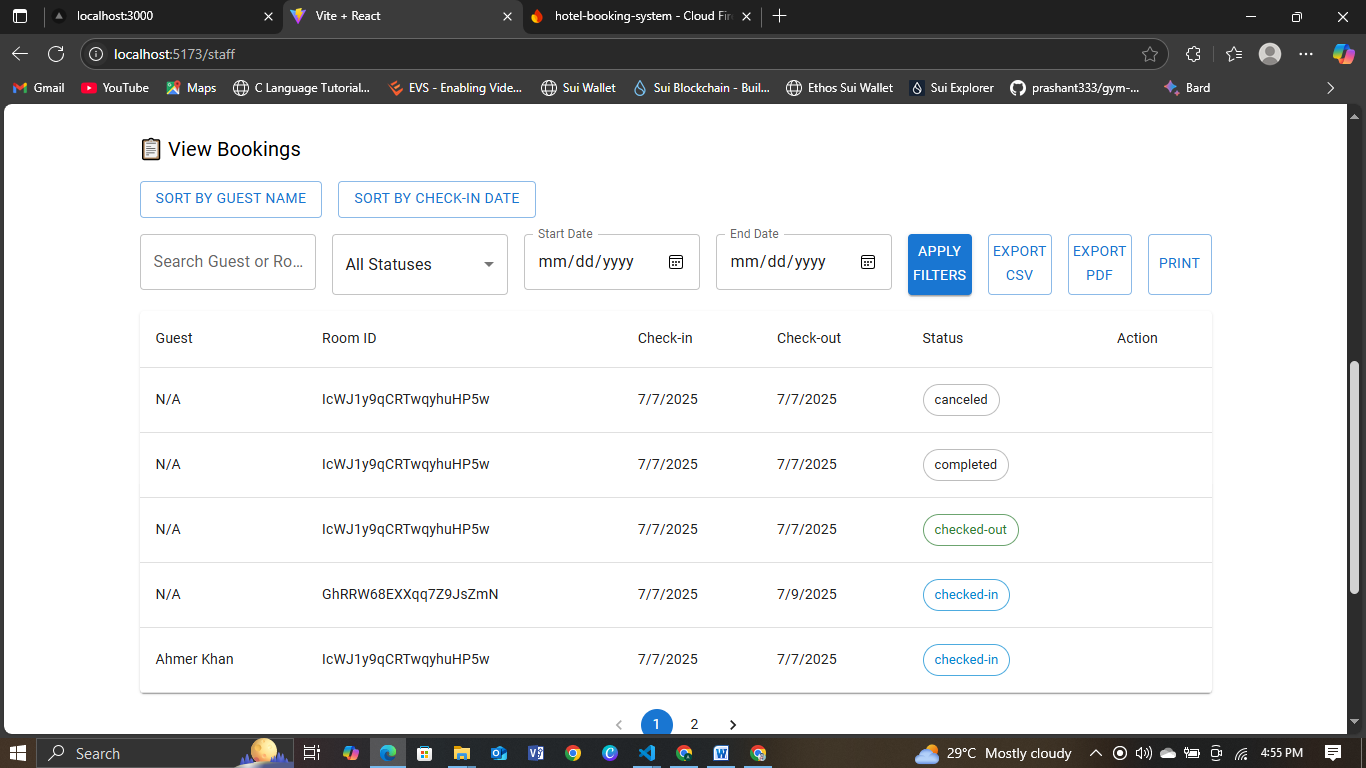 localhost:3000
Vite + React
hotel-booking-system - Cloud Fir
localhost:5173/staff
Gmail
YouTube
Maps
C Language Tutorial...
EVS - Enabling Vide...
Sui Wallet
Sui Blockchain - Buil...
Ethos Sui Wallet
Sui Explorer
prashant333/gym-...
Bard
View Bookings
SORT BY GUEST NAME
SORT BY CHECK-IN DATE
Search Guest or Ro...
All Statuses
Start Date
mm/dd/yyyy
End Date
mm/dd/yyyy
APPLY
FILTERS
EXPORT
CSV
EXPORT
PDF
PRINT
Guest Room ID Check-in Check-out Status Action
N/A IcWJ1y9qCRTwqyhuHP5w 7/7/2025 7/7/2025 canceled
N/A IcWJ1y9qCRTwqyhuHP5w 7/7/2025 7/7/2025 completed
N/A IcWJ1y9qCRTwqyhuHP5w 7/7/2025 7/7/2025 checked-out
N/A GhRRW68EXXqq7Z9JsZmN 7/7/2025 7/9/2025 checked-in
Ahmer Khan IcWJ1y9qCRTwqyhuHP5w 7/7/2025 7/7/2025 checked-in
1 2
Search
29°C Mostly cloudy
4:55 PM